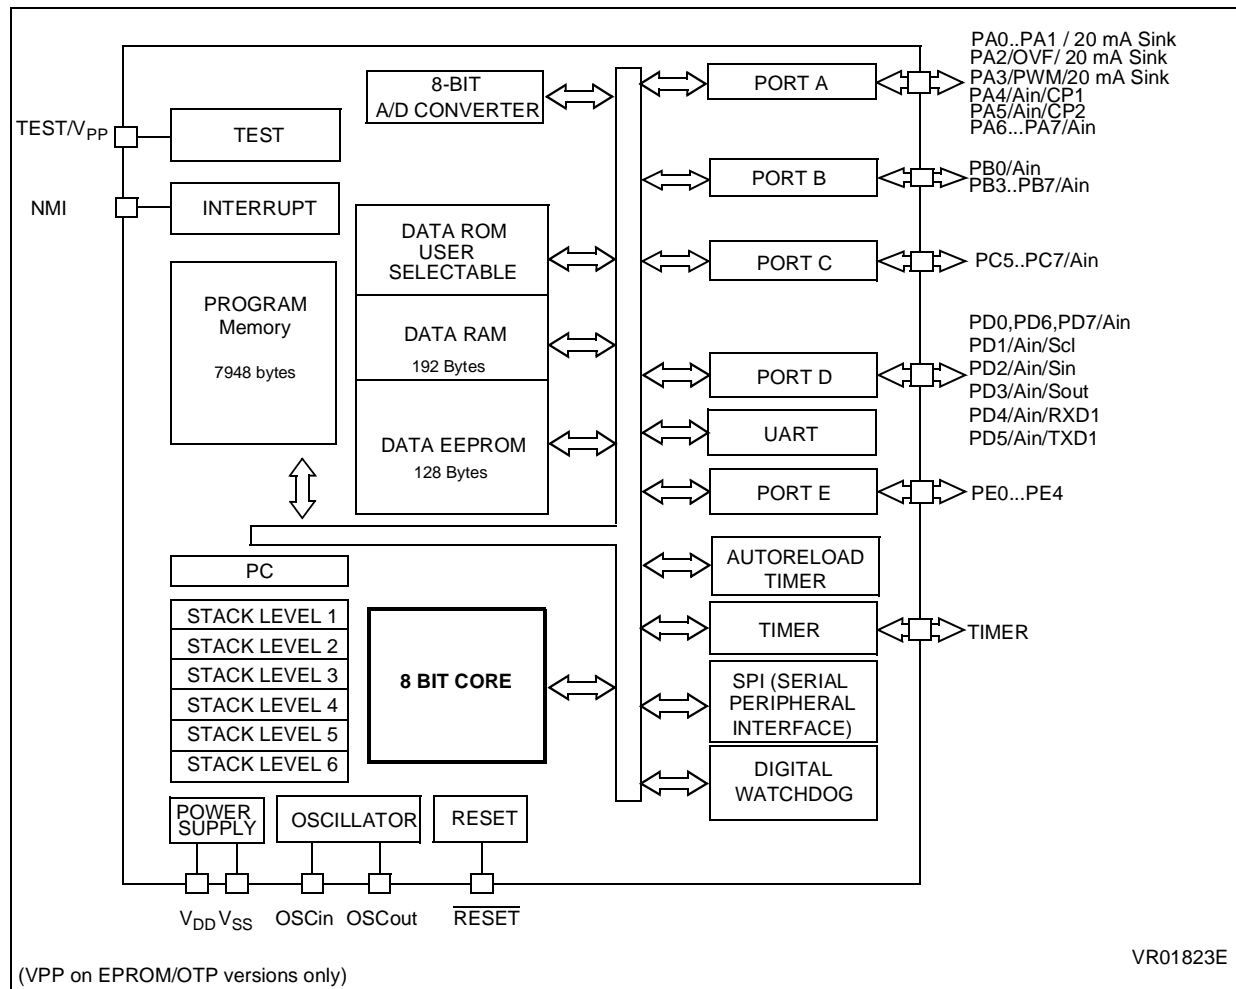 PA0..PA1 / 20 mA Sink
PA2/OVF/ 20 mA Sink
PA3/PWM/20 mA Sink
PA4/Ain/CP1
PA5/Ain/CP2
PA6...PA7/Ain
8-BIT
A/D CONVERTER
PORT A
TEST/VPP
TEST
PORT B
PB0/Ain
PB3..PB7/Ain
NMI
INTERRUPT
DATA ROM
USER
SELECTABLE
PORT C
PC5..PC7/Ain
PROGRAM
Memory
7948 bytes
DATA RAM
192 Bytes
PORT D
PD0,PD6,PD7/Ain
PD1/Ain/Scl
PD2/Ain/Sin
PD3/Ain/Sout
PD4/Ain/RXD1
PD5/Ain/TXD1
UART
DATA EEPROM
128 Bytes
PORT E
PE0...PE4
AUTORELOAD
TIMER
PC
STACK LEVEL 1
STACK LEVEL 2
STACK LEVEL 3
STACK LEVEL 4
STACK LEVEL 5
STACK LEVEL 6
8 BIT CORE
TIMER
TIMER
SPI (SERIAL
PERIPHERAL
INTERFACE)
DIGITAL
WATCHDOG
POWER
SUPPLY
OSCILLATOR
RESET
VDD VSS
OSCin OSCout
RESET
VR01823E
(VPP on EPROM/OTP versions only)